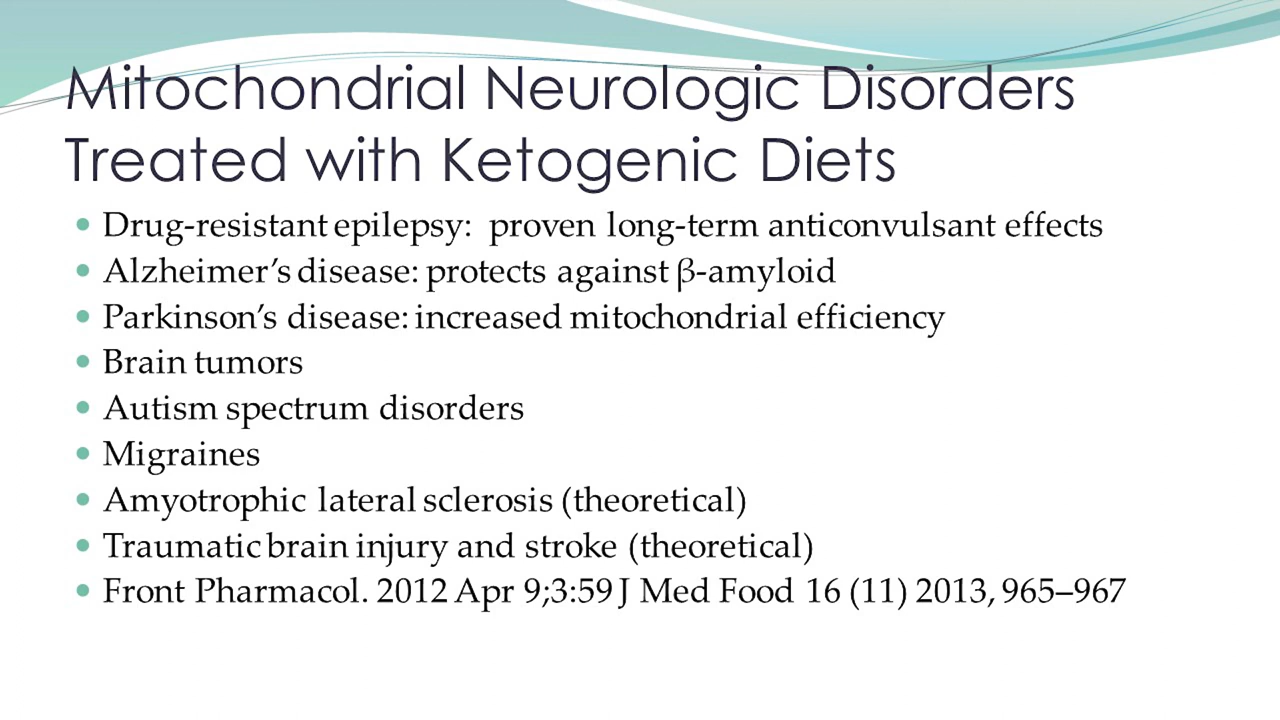 Mitochondrial Neurologic Disorders
Treated with Ketogenic Diets
• Drug-resistant epilepsy: proven long-term anticonvulsant effects
• Alzheimer’s disease: protects against β-amyloid
• Parkinson’s disease: increased mitochondrial efficiency
• Brain tumors
• Autism spectrum disorders
• Migraines
• Amyotrophic lateral sclerosis (theoretical)
• Traumatic brain injury and stroke (theoretical)
• Front Pharmacol. 2012 Apr 9;3:59 J Med Food 16 (11) 2013, 965–967